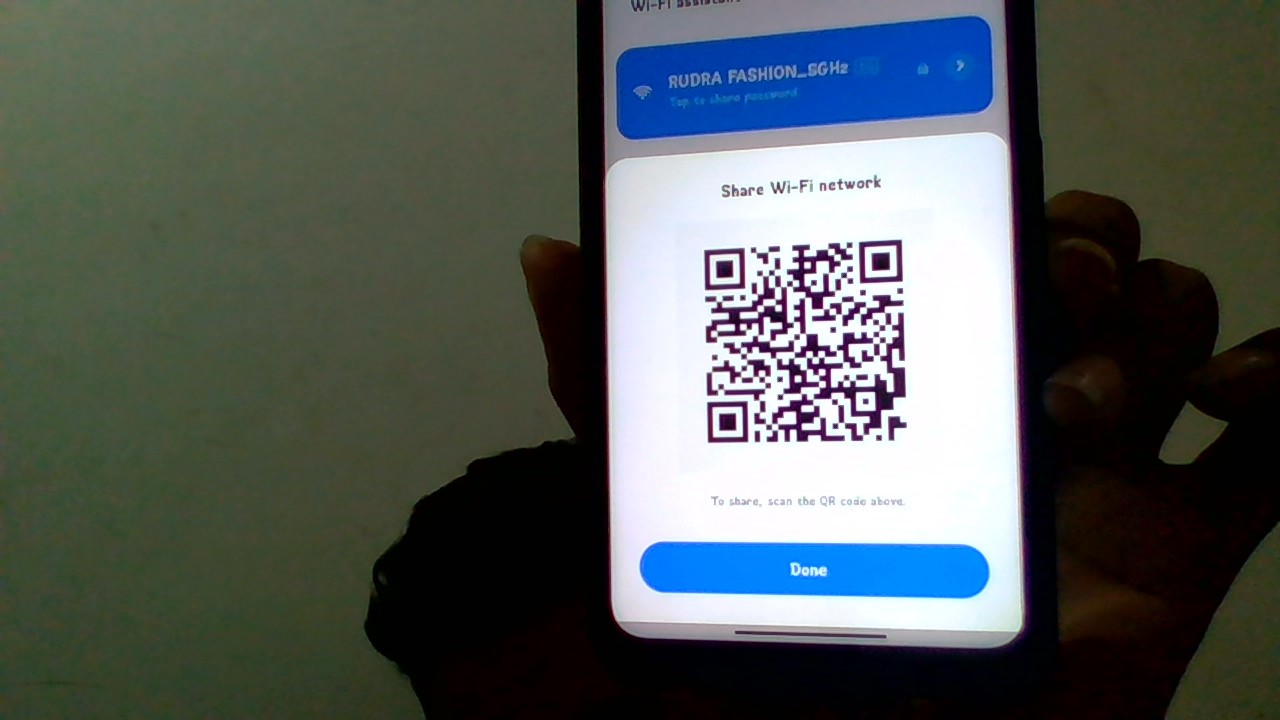 Wi-Fi assistant
RUDRA FASHION_5GHz
Tap to share password
Share Wi-Fi network
To share, scan the QR code above.
Done